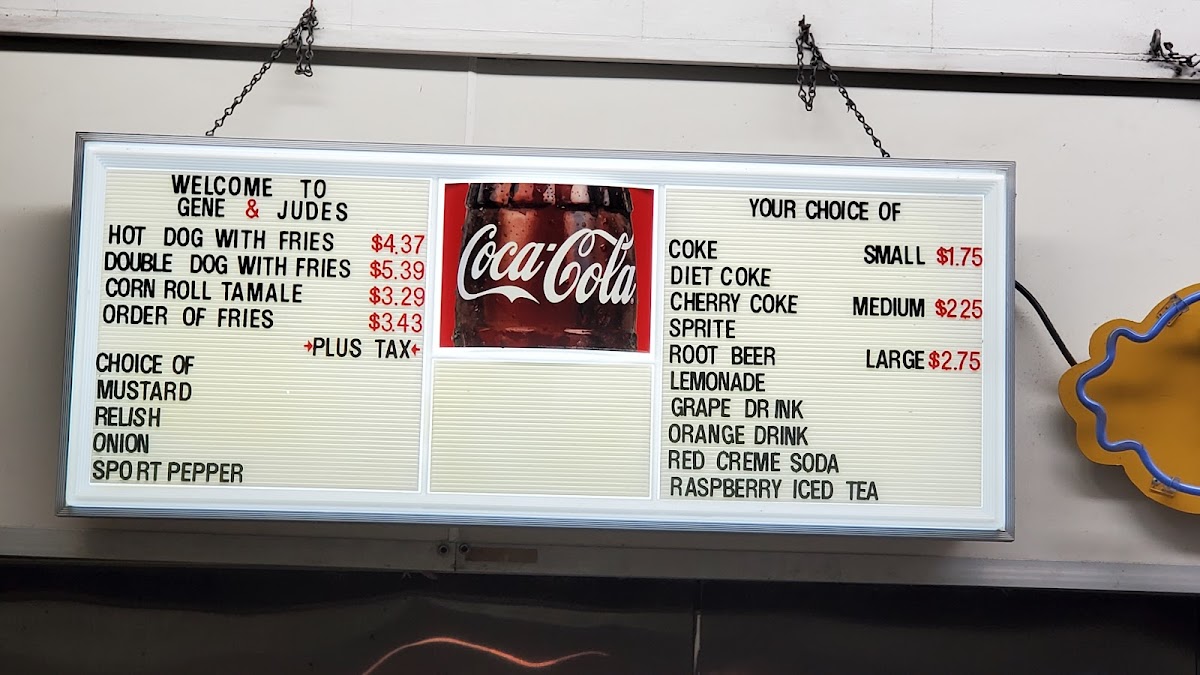 WELCOME TO
GENE & JUDES
HOT DOG WITH FRIES $4.37
DOUBLE DOG WITH FRIES $5.39
CORN ROLL TAMALE $3.29
ORDER OF FRIES $3.43
PLUS TAX
CHOICE OF
MUSTARD
RELISH
ONION
SPORT PEPPER
Coca-Cola
YOUR CHOICE OF
COKE SMALL $1.75
DIET COKE
CHERRY COKE MEDIUM $225
SPRITE
ROOT BEER LARGE $2.75
LEMONADE
GRAPE DRINK
ORANGE DRINK
RED CREME SODA
RASPBERRY ICED TEA